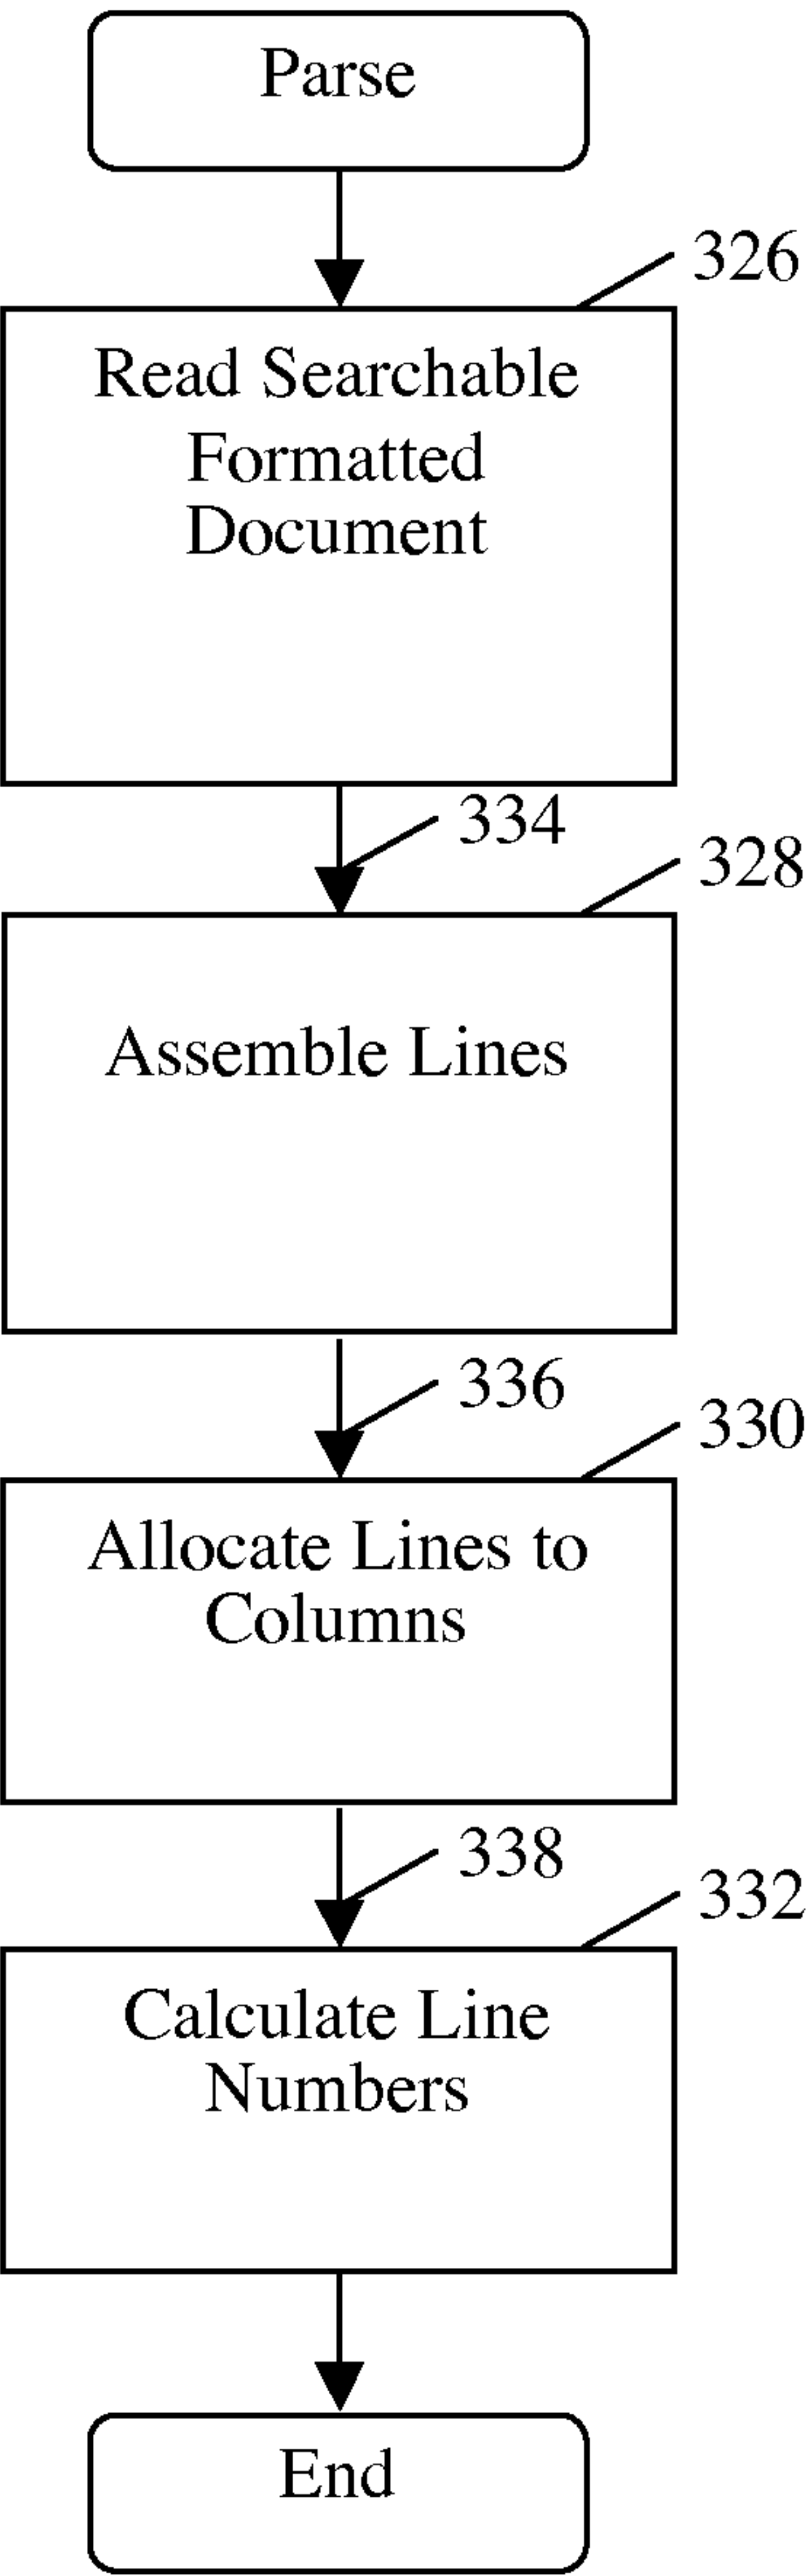 Parse
326
Read Searchable
Formatted
Document
334
328
Assemble Lines
336
330
Allocate Lines to
Columns
338
332
Calculate Line
Numbers
End